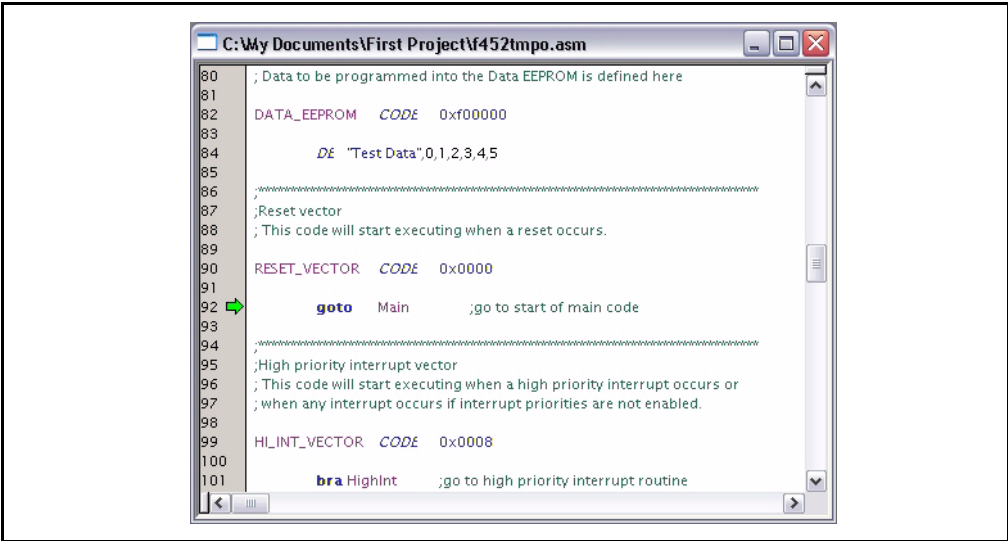 C:\My Documents\First Project\f452tmpo.asm
80 ; Data to be programmed into the Data EEPROM is defined here
81
82 DATA_EEPROM CODE 0xf00000
83
84 DE "Test Data",0,1,2,3,4,5
85
86 ;******************************************************************************
87 ;Reset vector
88 ; This code will start executing when a reset occurs.
89
90 RESET_VECTOR CODE 0x0000
91
92 goto Main ;go to start of main code
93
94 ;******************************************************************************
95 ;High priority interrupt vector
96 ; This code will start executing when a high priority interrupt occurs or
97 ; when any interrupt occurs if interrupt priorities are not enabled.
98
99 HI_INT_VECTOR CODE 0x0008
100
101 bra HighInt ;go to high priority interrupt routine